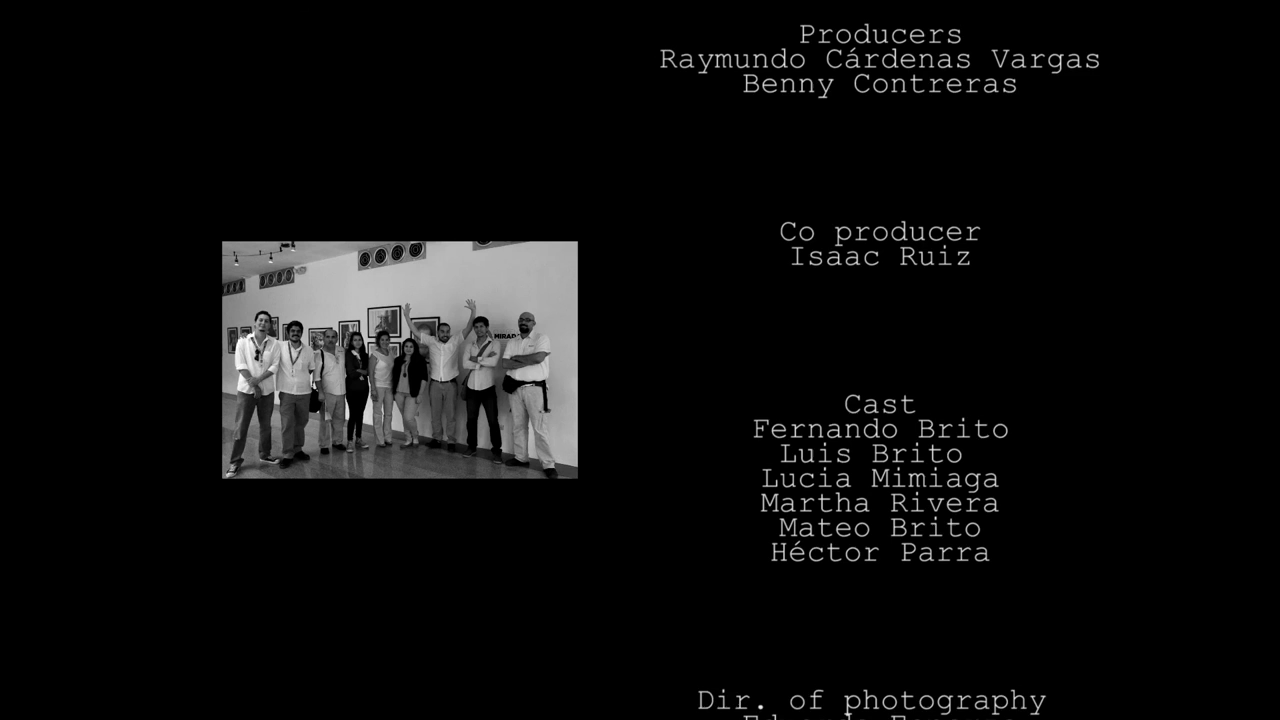 Producers
Raymundo Cárdenas Vargas
Benny Contreras
Co producer
Isaac Ruiz
MIRAD
Cast
Fernando Brito
Luis Brito
Lucia Mimiaga
Martha Rivera
Mateo Brito
Héctor Parra
Dir. of photography